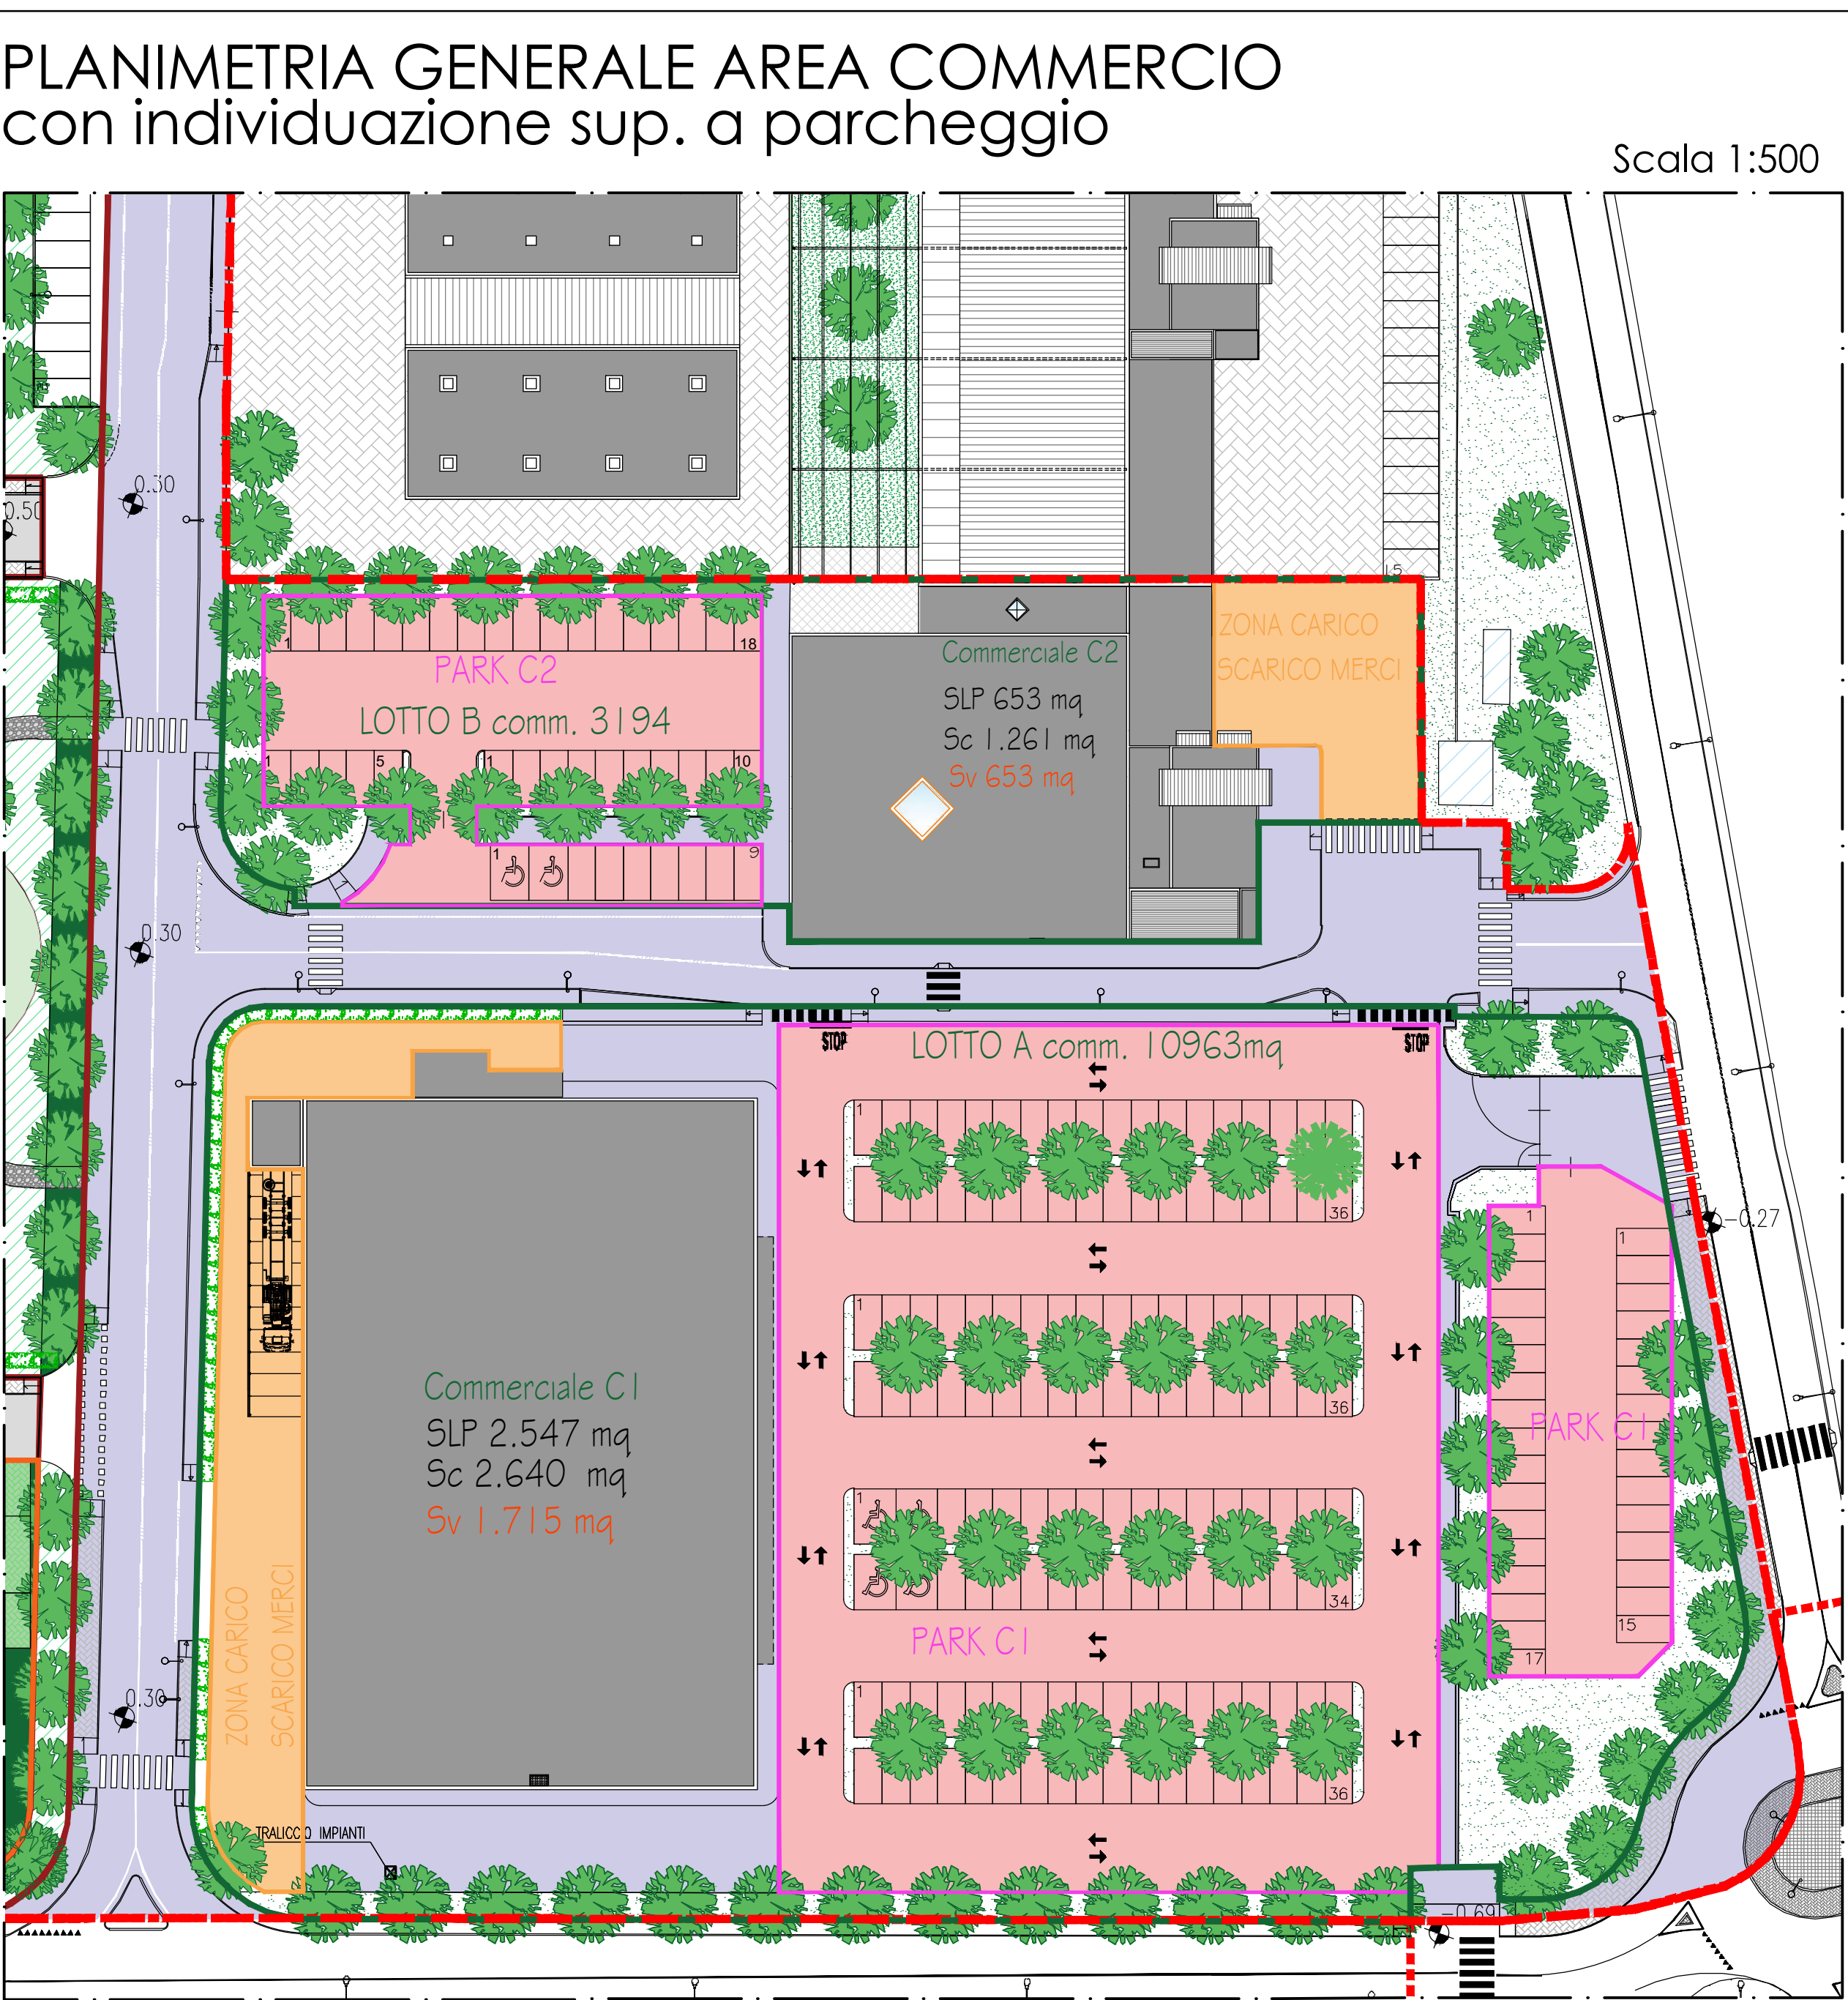 PLANIMETRIA GENERALE AREA COMMERCIO
con individuazione sup. a parcheggio
Scala 1:500
0.30
0.50
15
1
18
PARK C2
LOTTO B comm. 3194
1
5
1
10
1
9
Commerciale C2
SLP 653 mq
Sc 1.261 mq
Sv 653 mq
ZONA CARICO
SCARICO MERCI
0.30
STOP
LOTTO A comm. 10963mq
STOP
1
36
1
36
1
34
PARK C1
1
36
Commerciale C1
SLP 2.547 mq
Sc 2.640 mq
Sv 1.715 mq
ZONA CARICO
SCARICO MERCI
1
17
1
15
PARK C1
-0.27
0.30
TRALICCIO IMPIANTI
-0.69